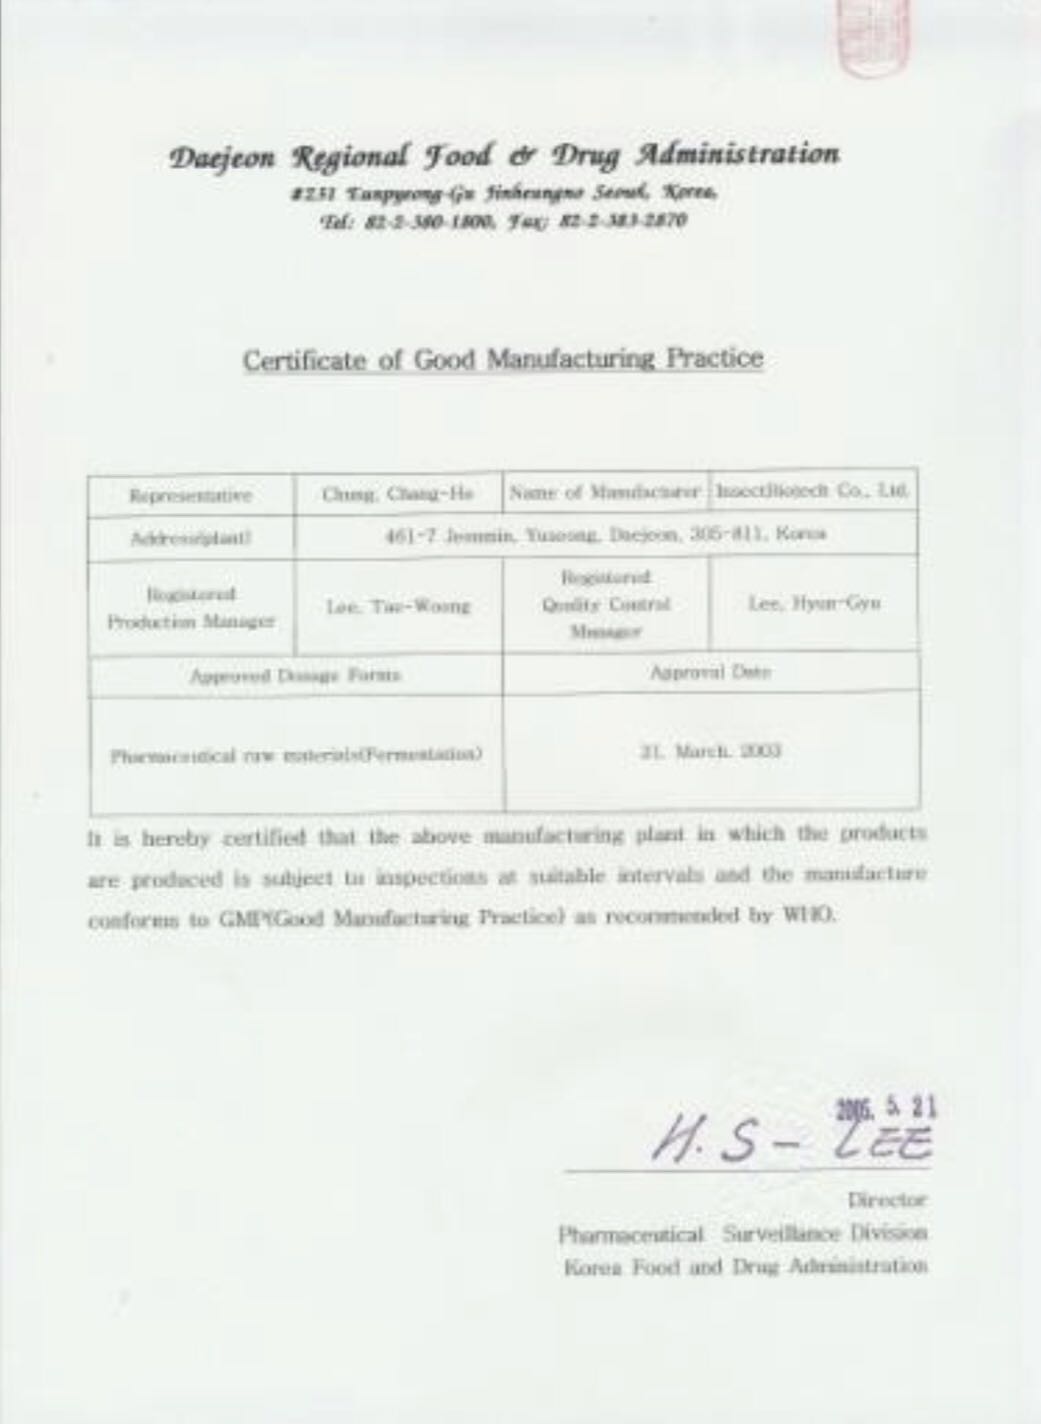 Daejeon Regional Food & Drug Administration
#231 Eunpyeong-Gu Jinheungno Seoul, Korea,
Tel: 82-2-380-1800, Fax; 82-2-383-2870
Certificate of Good Manufacturing Practice
Representative Chung, Chang-Ho Name of Manufacturer InsectBiotech Co., Ltd.
Address(plant) 461-7 Jeonmin, Yuseong, Daejeon, 305-811, Korea
Registered Production Manager Lee, Tae-Woong Registered Quality Control Manager Lee, Hyun-Gyu
Approved Dosage Forms Approval Date
Pharmaceutical raw materials(Fermentation) 31. March. 2003
It is hereby certified that the above manufacturing plant in which the products
are produced is subject to inspections at suitable intervals and the manufacture
conforms to GMP(Good Manufacturing Practice) as recommended by WHO.
5. 21
H. S - LEE
Director
Pharmaceutical Surveillance Division
Korea Food and Drug Administration